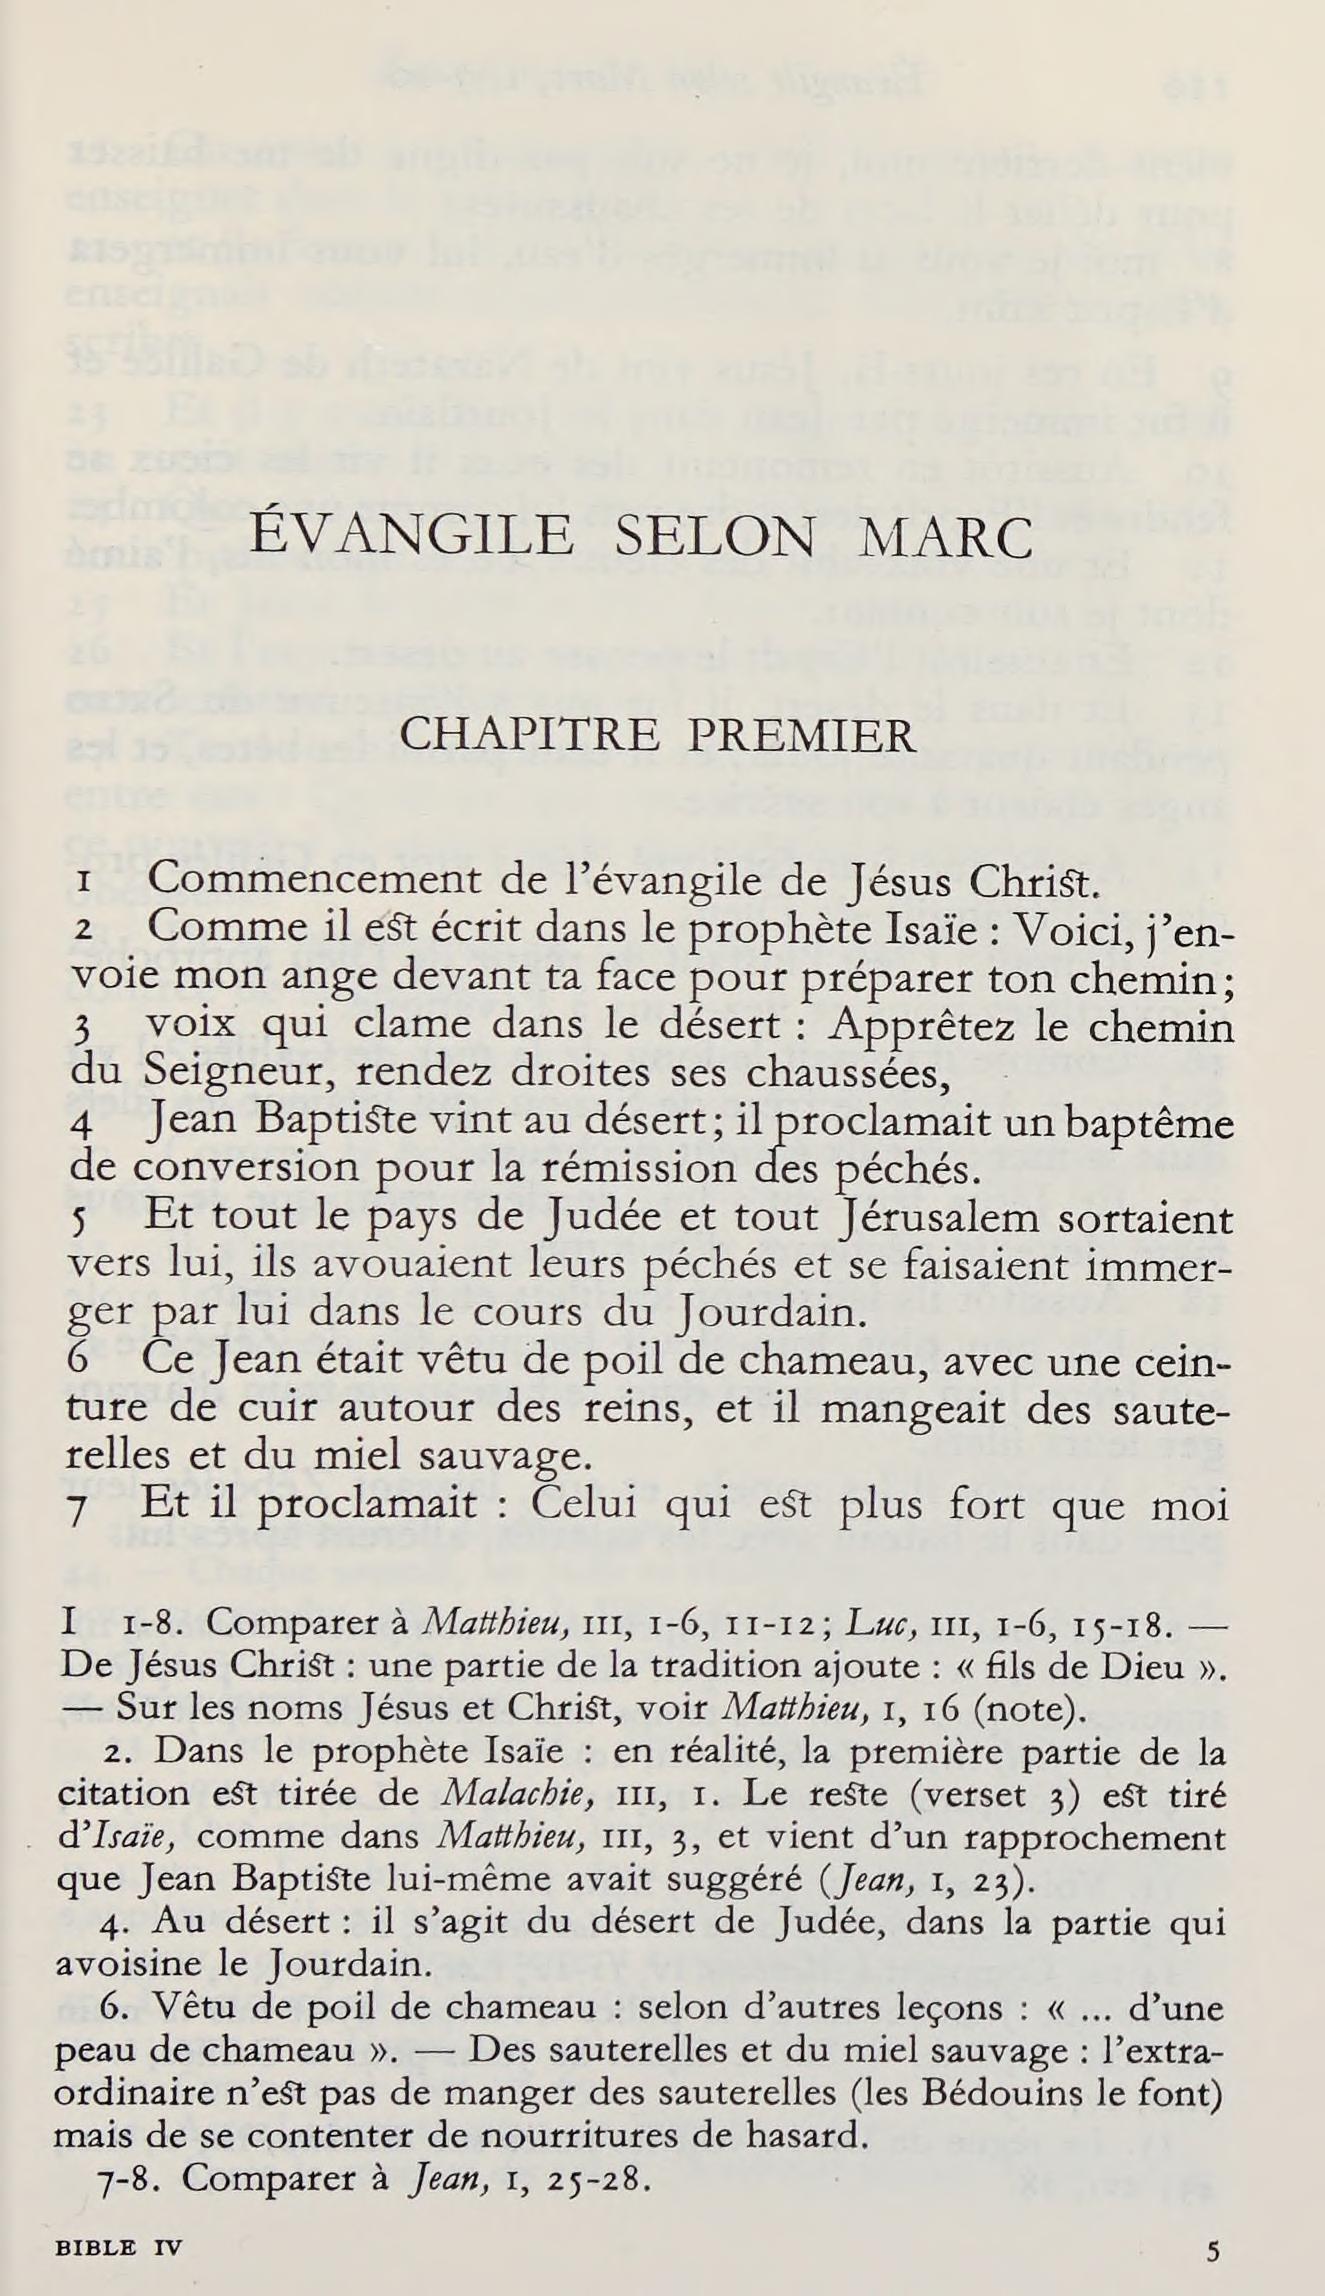 ÉVANGILE SELON MARC
CHAPITRE PREMIER
1 Commencement de l'évangile de Jésus Christ.
2 Comme il est écrit dans le prophète Isaïe : Voici, j'en-
voie mon ange devant ta face pour préparer ton chemin;
3 voix qui clame dans le désert : Apprêtez le chemin
du Seigneur, rendez droites ses chaussées,
4 Jean Baptiste vint au désert; il proclamait un baptême
de conversion pour la rémission des péchés.
5 Et tout le pays de Judée et tout Jérusalem sortaient
vers lui, ils avouaient leurs péchés et se faisaient immer-
ger par lui dans le cours du Jourdain.
6 Ce Jean était vêtu de poil de chameau, avec une cein-
ture de cuir autour des reins, et il mangeait des saute-
relles et du miel sauvage.
7 Et il proclamait : Celui qui est plus fort que moi
I 1-8. Comparer à Matthieu, III, 1-6, 11-12; Luc, III, 1-6, 15-18. —
De Jésus Christ : une partie de la tradition ajoute : « fils de Dieu ».
— Sur les noms Jésus et Christ, voir Matthieu, I, 16 (note).
2. Dans le prophète Isaïe : en réalité, la première partie de la
citation est tirée de Malachie, III, 1. Le reste (verset 3) est tiré
d'Isaïe, comme dans Matthieu, III, 3, et vient d'un rapprochement
que Jean Baptiste lui-même avait suggéré (Jean, I, 23).
4. Au désert : il s'agit du désert de Judée, dans la partie qui
avoisine le Jourdain.
6. Vêtu de poil de chameau : selon d'autres leçons : « ... d'une
peau de chameau ». — Des sauterelles et du miel sauvage : l'extra-
ordinaire n'est pas de manger des sauterelles (les Bédouins le font)
mais de se contenter de nourritures de hasard.
7-8. Comparer à Jean, I, 25-28.
BIBLE IV 5